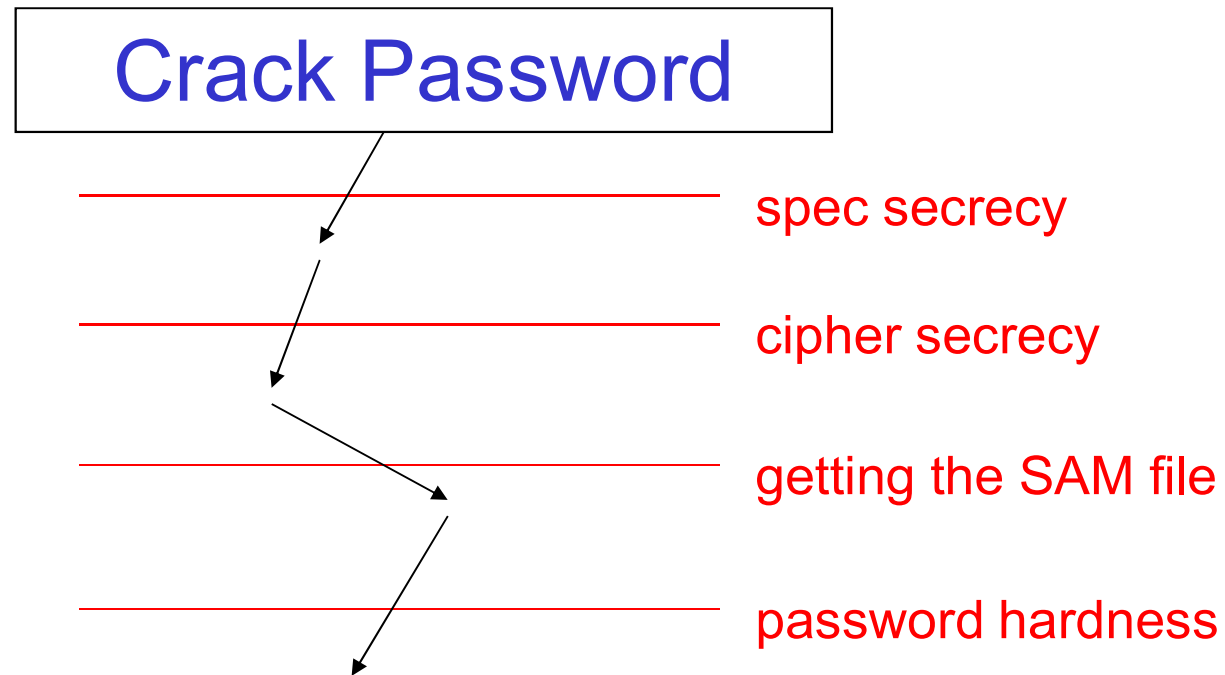 Crack Password
spec secrecy
cipher secrecy
getting the SAM file
password hardness